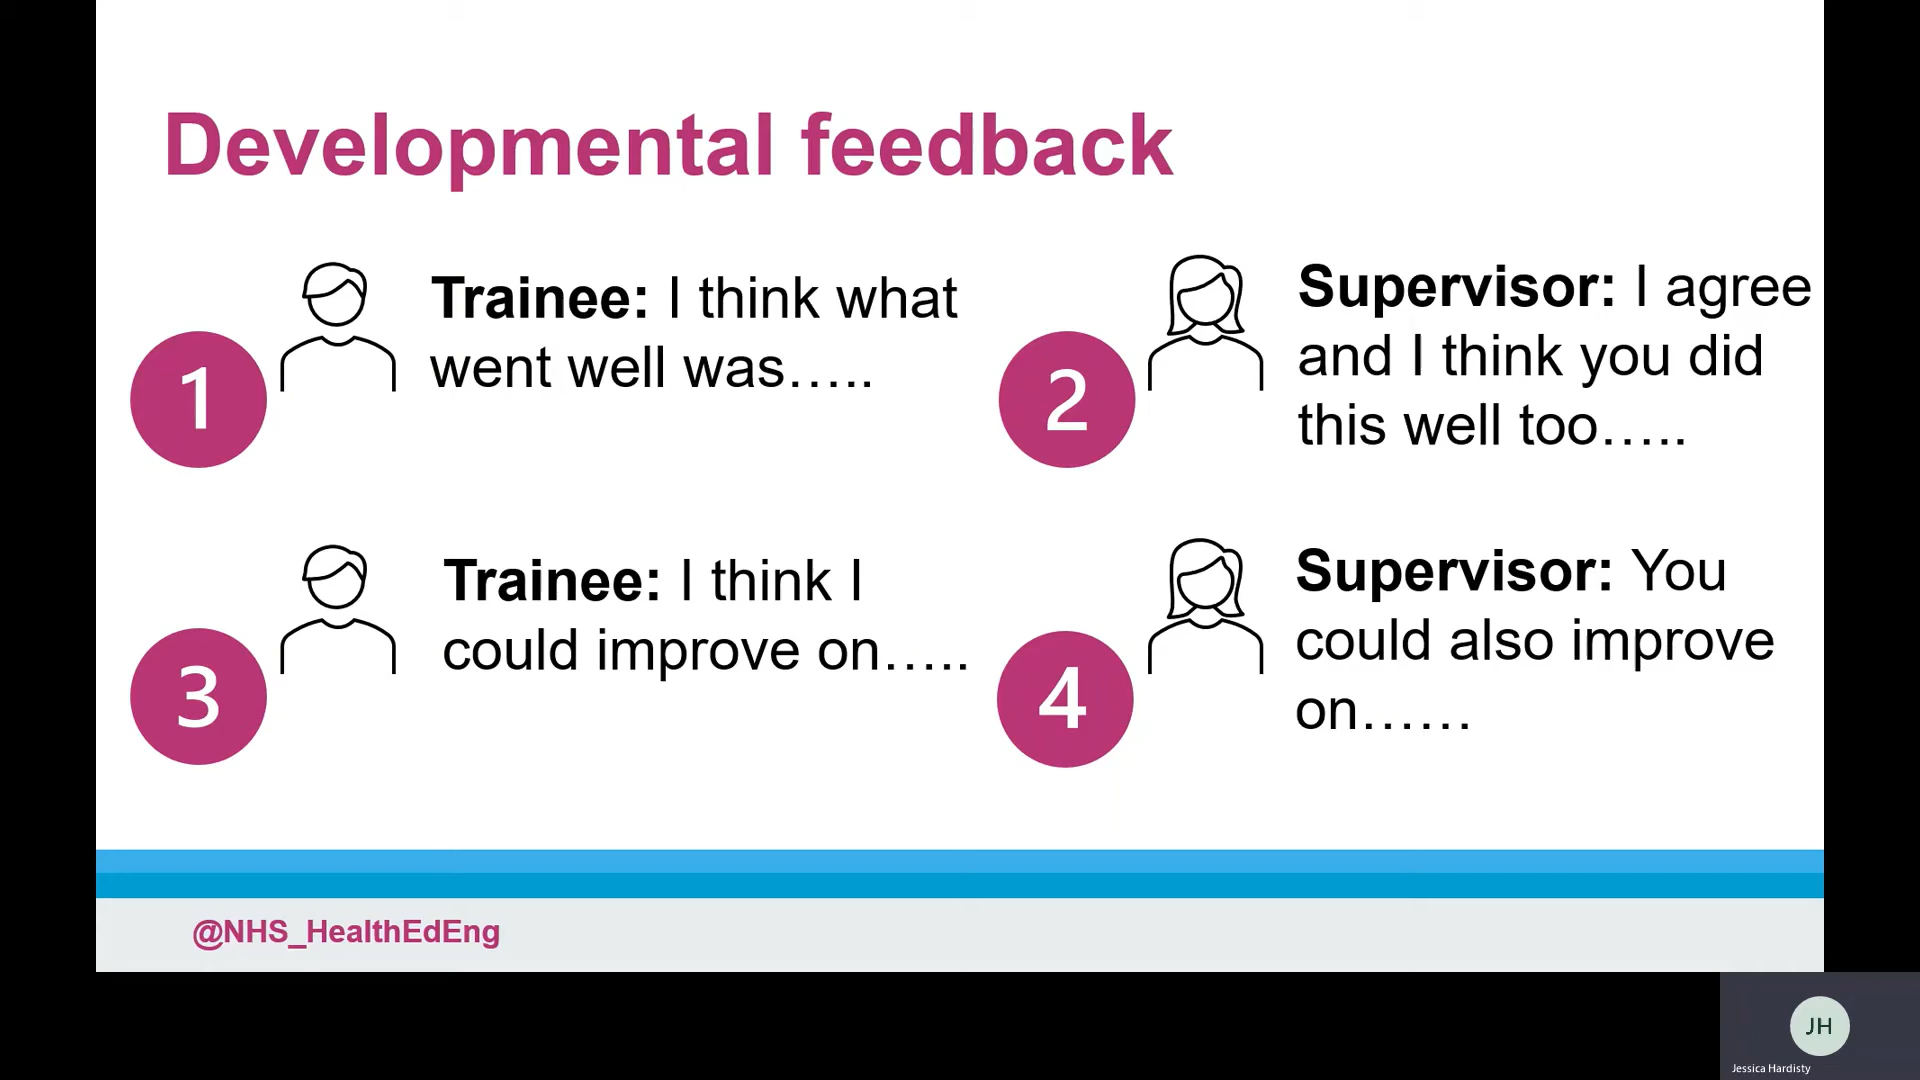 Developmental feedback
1
Trainee: I think what
went well was…..
2
Supervisor: I agree
and I think you did
this well too…..
3
Trainee: I think I
could improve on…..
4
Supervisor: You
could also improve
on……
@NHS_HealthEdEng
JH
Jessica Hardisty